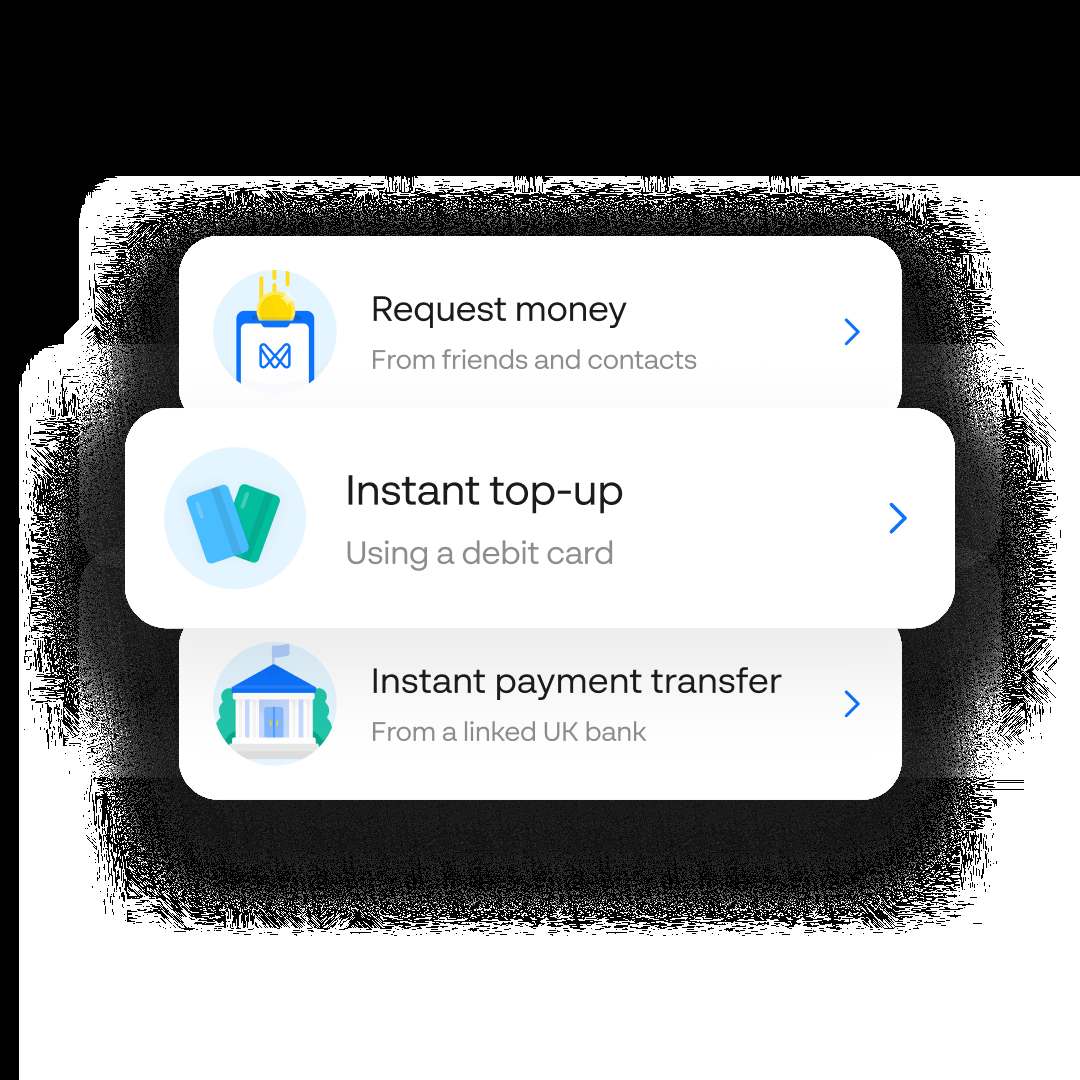 Request money
From friends and contacts
Instant top-up
Using a debit card
Instant payment transfer
From a linked UK bank